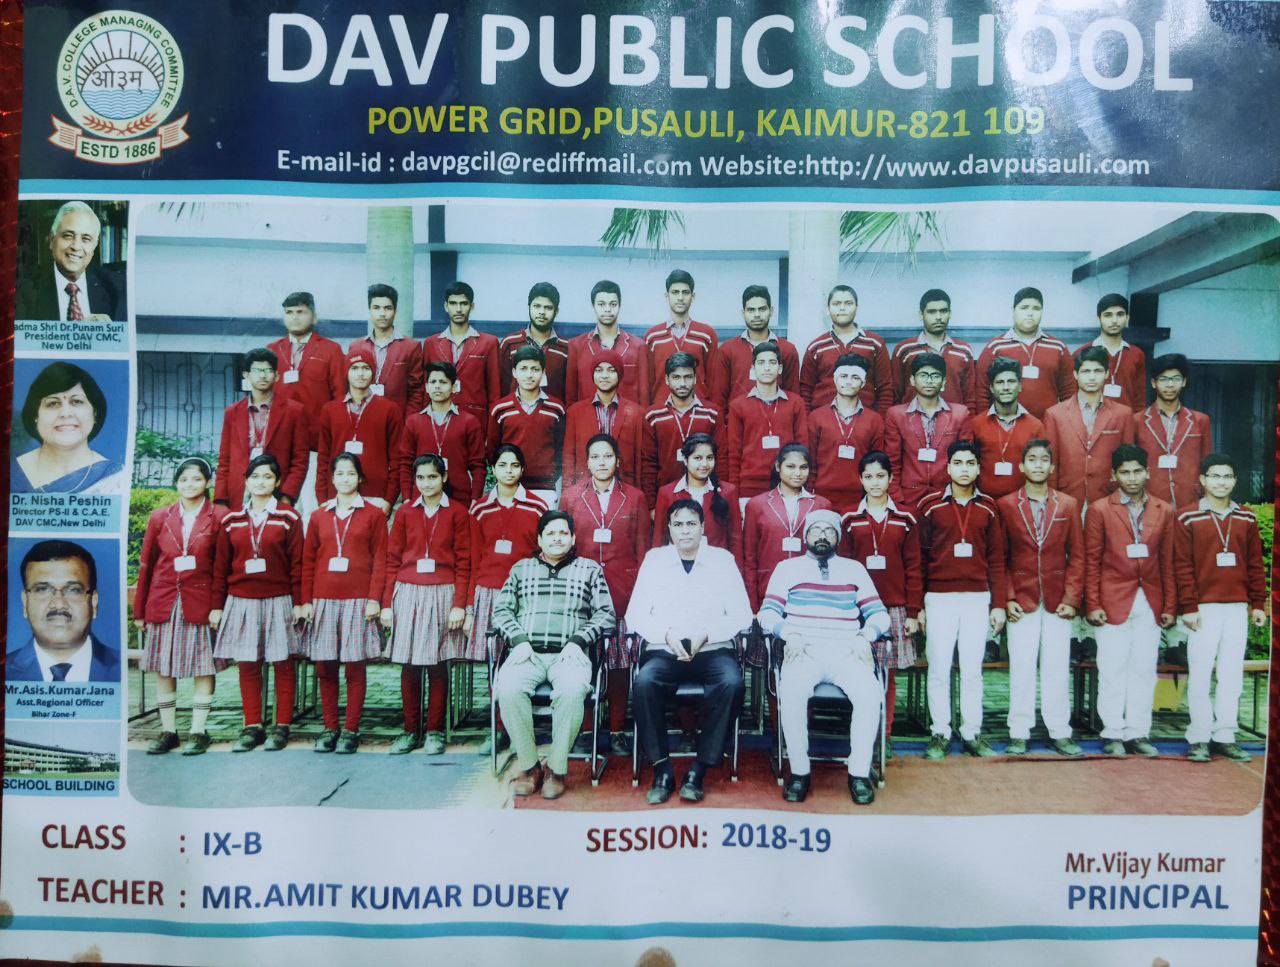 D.A.V. COLLEGE MANAGING COMMITTEE
ओ३म्
ESTD 1886
DAV PUBLIC SCHOOL
POWER GRID,PUSAULI, KAIMUR-821 109
E-mail-id : davpgcil@rediffmail.com Website:http://www.davpusauli.com
adma Shri Dr.Punam Suri
President DAV CMC,
New Delhi
Dr. Nisha Peshin
Director PS-II & C.A.E.
DAV CMC,New Delhi
Mr.Asis.Kumar.Jana
Asst.Regional Officer
Bihar Zone-F
SCHOOL BUILDING
CLASS : IX-B
SESSION: 2018-19
TEACHER : MR.AMIT KUMAR DUBEY
Mr.Vijay Kumar
PRINCIPAL